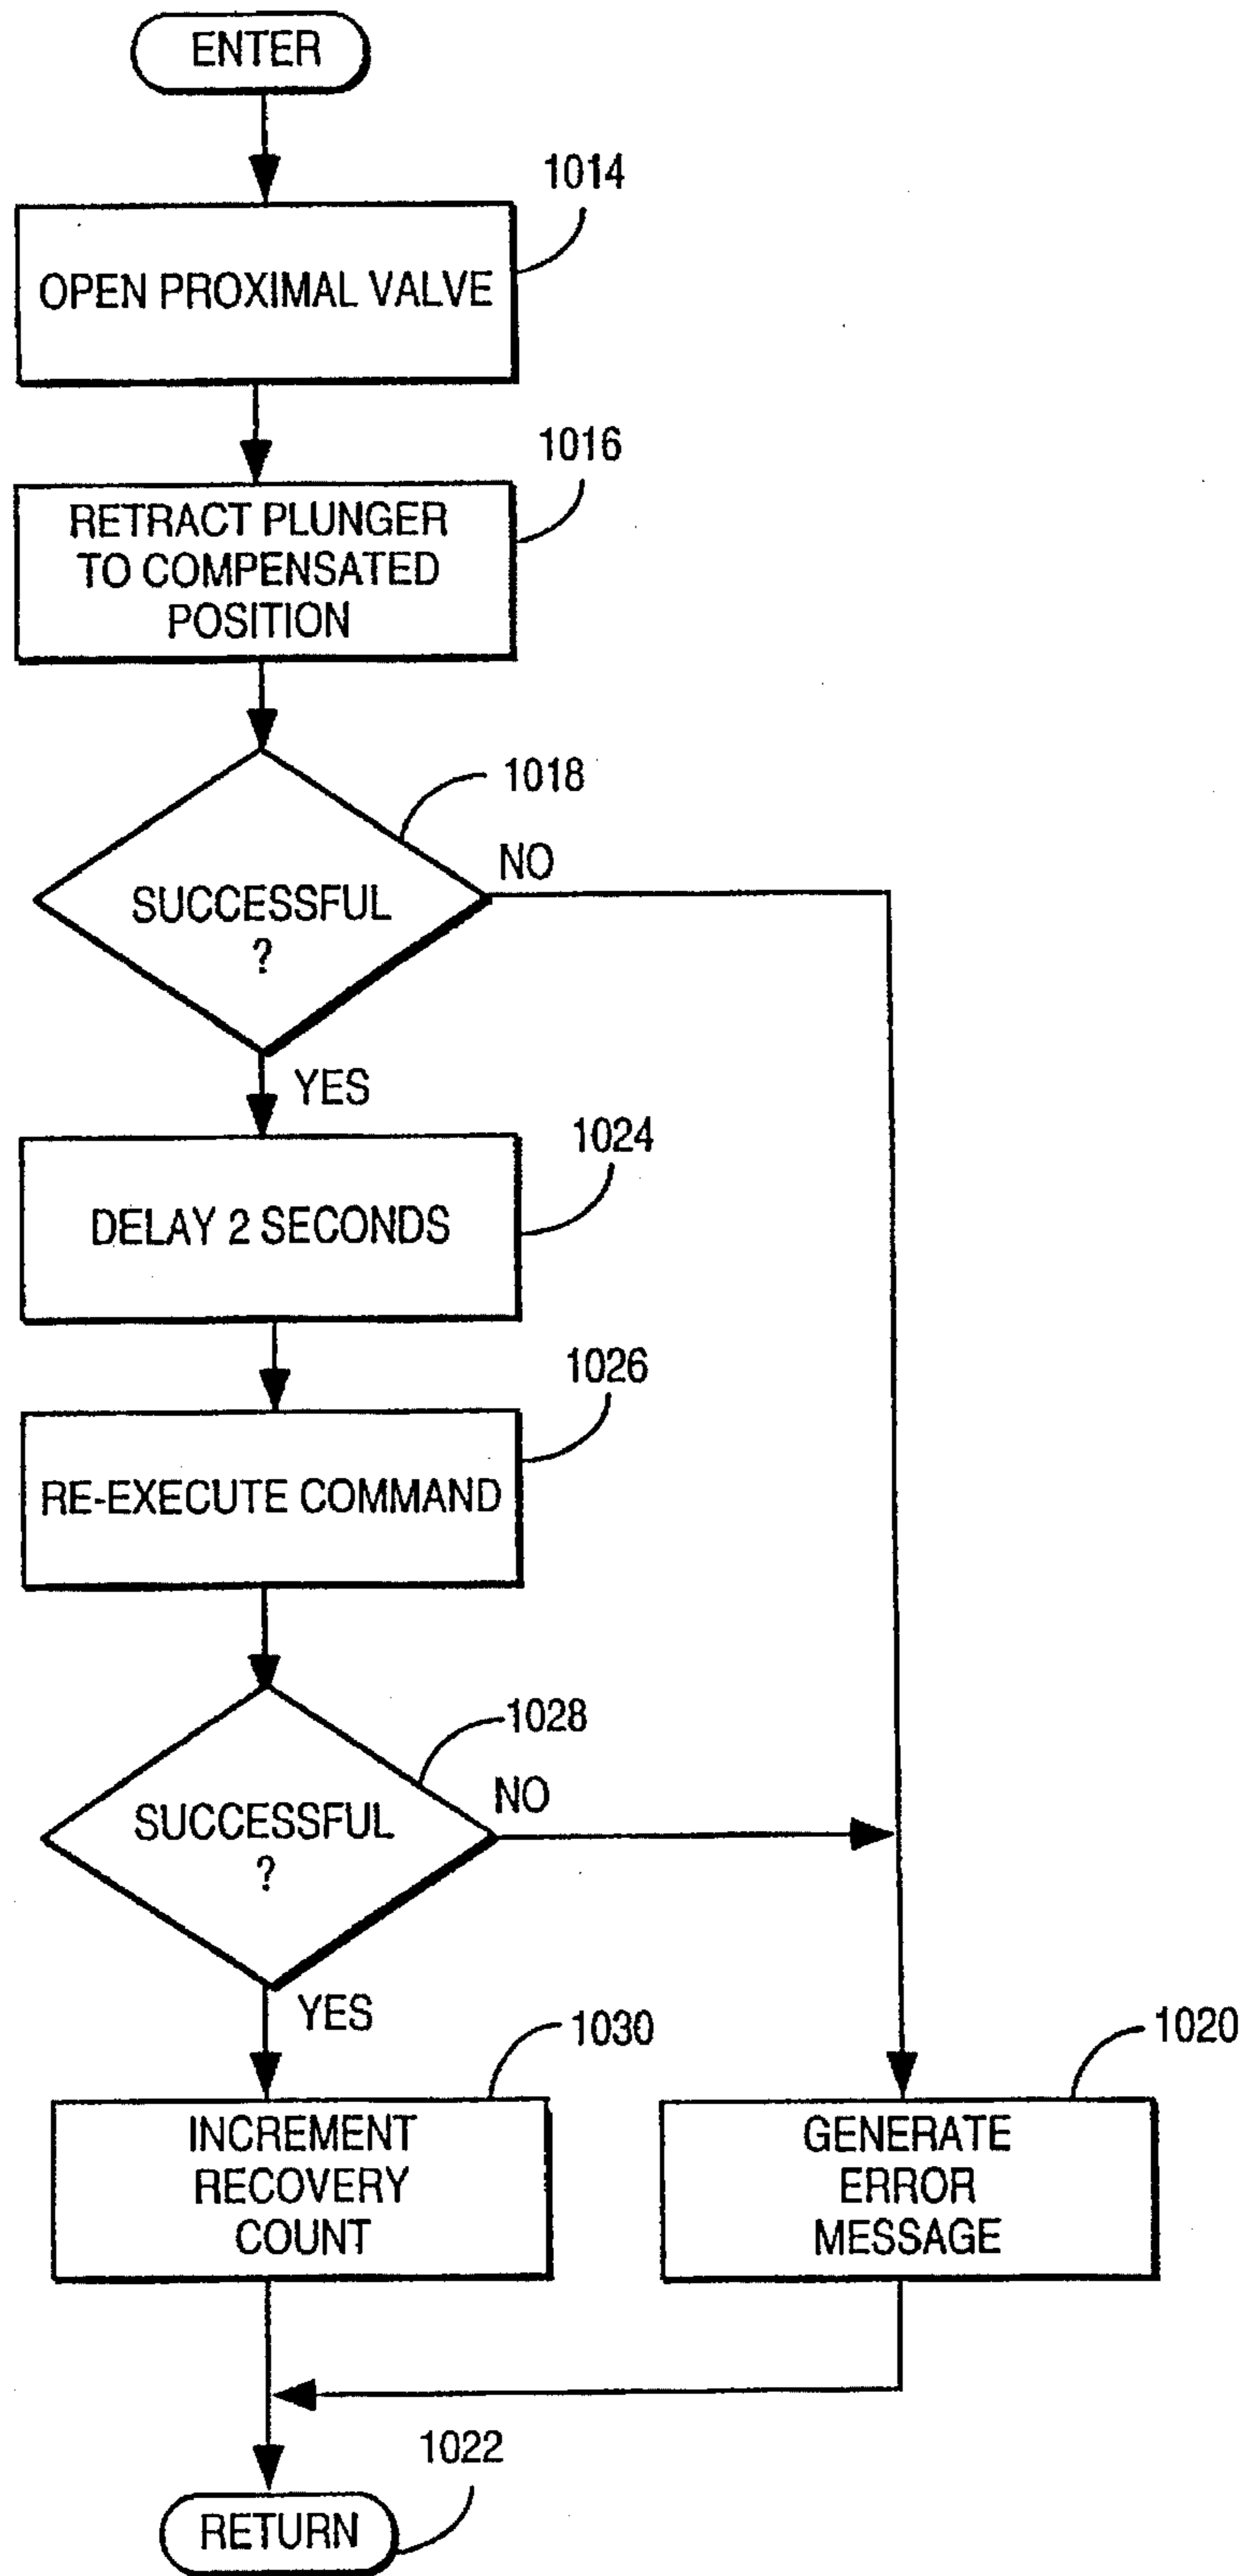 ENTER
1014
OPEN PROXIMAL VALVE
1016
RETRACT PLUNGER
TO COMPENSATED
POSITION
1018
NO
SUCCESSFUL
?
YES
1024
DELAY 2 SECONDS
1026
RE-EXECUTE COMMAND
1028
NO
SUCCESSFUL
?
YES
1030
INCREMENT
RECOVERY
COUNT
1020
GENERATE
ERROR
MESSAGE
1022
RETURN